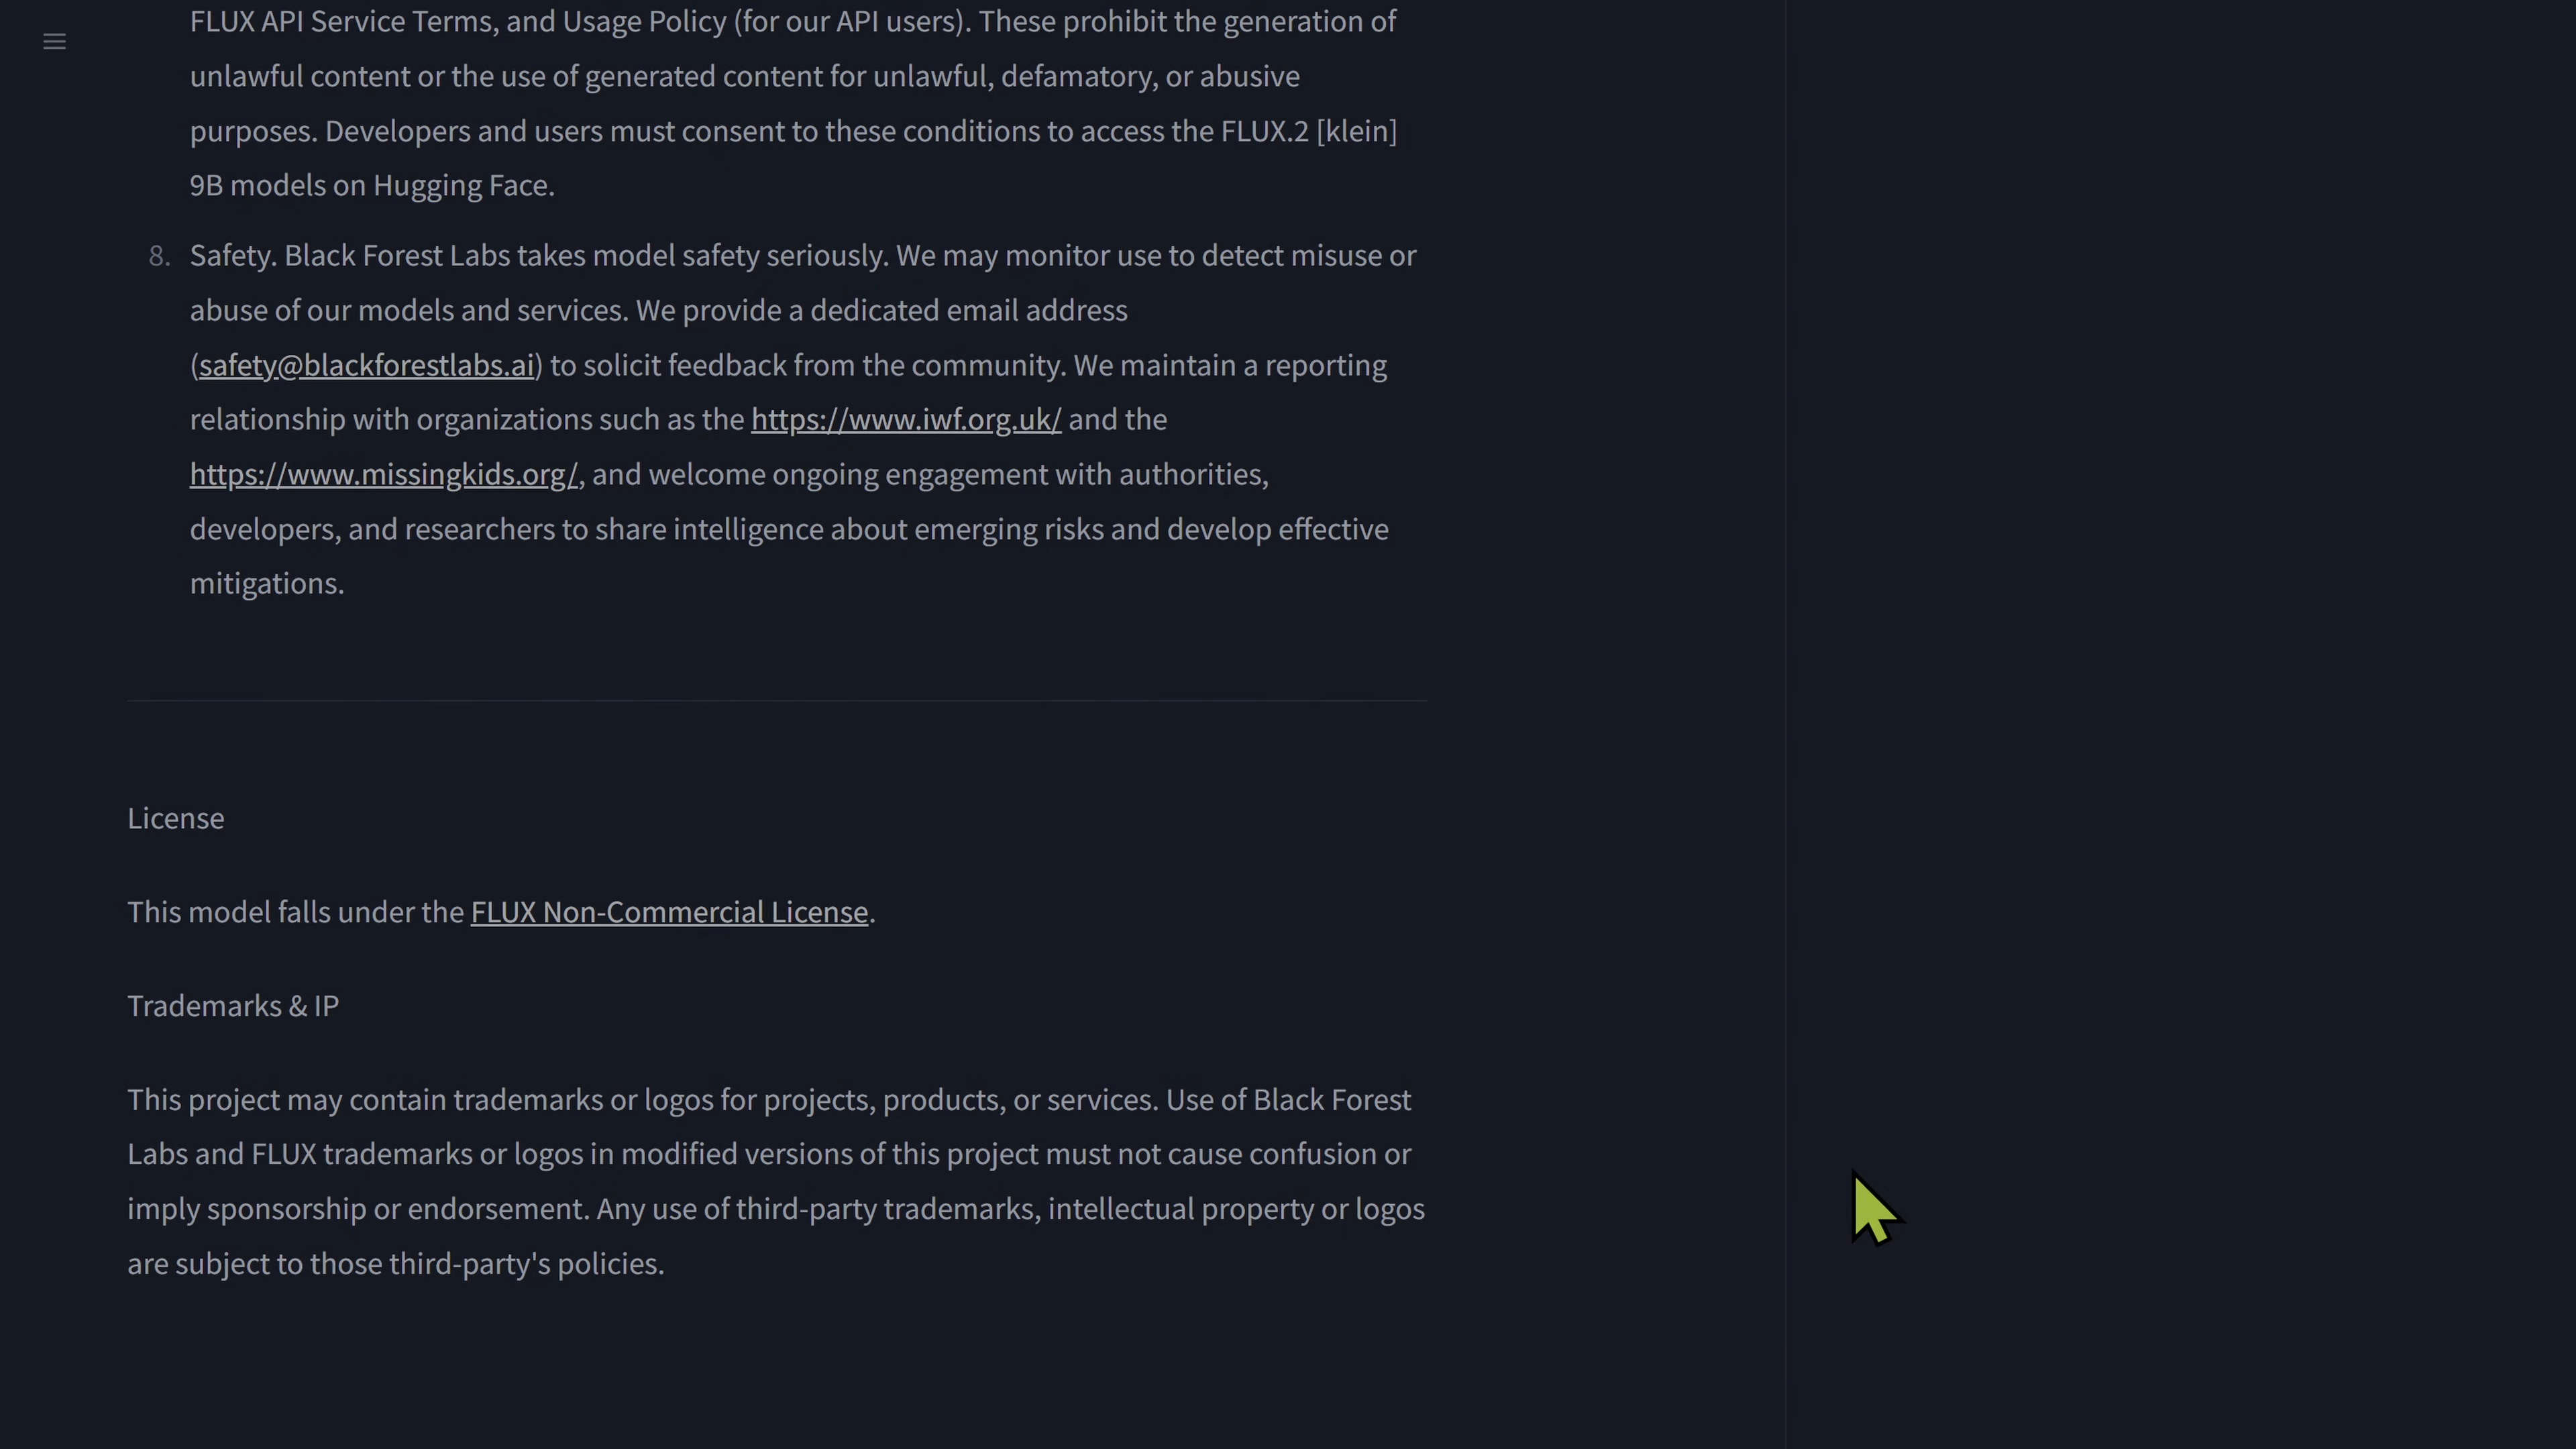 FLUX API Service Terms, and Usage Policy (for our API users). These prohibit the generation of
unlawful content or the use of generated content for unlawful, defamatory, or abusive
purposes. Developers and users must consent to these conditions to access the FLUX.2 [klein]
9B models on Hugging Face.
8. Safety. Black Forest Labs takes model safety seriously. We may monitor use to detect misuse or
abuse of our models and services. We provide a dedicated email address
(safety@blackforestlabs.ai) to solicit feedback from the community. We maintain a reporting
relationship with organizations such as the https://www.iwf.org.uk/ and the
https://www.missingkids.org/, and welcome ongoing engagement with authorities,
developers, and researchers to share intelligence about emerging risks and develop effective
mitigations.
License
This model falls under the FLUX Non-Commercial License.
Trademarks & IP
This project may contain trademarks or logos for projects, products, or services. Use of Black Forest
Labs and FLUX trademarks or logos in modified versions of this project must not cause confusion or
imply sponsorship or endorsement. Any use of third-party trademarks, intellectual property or logos
are subject to those third-party's policies.